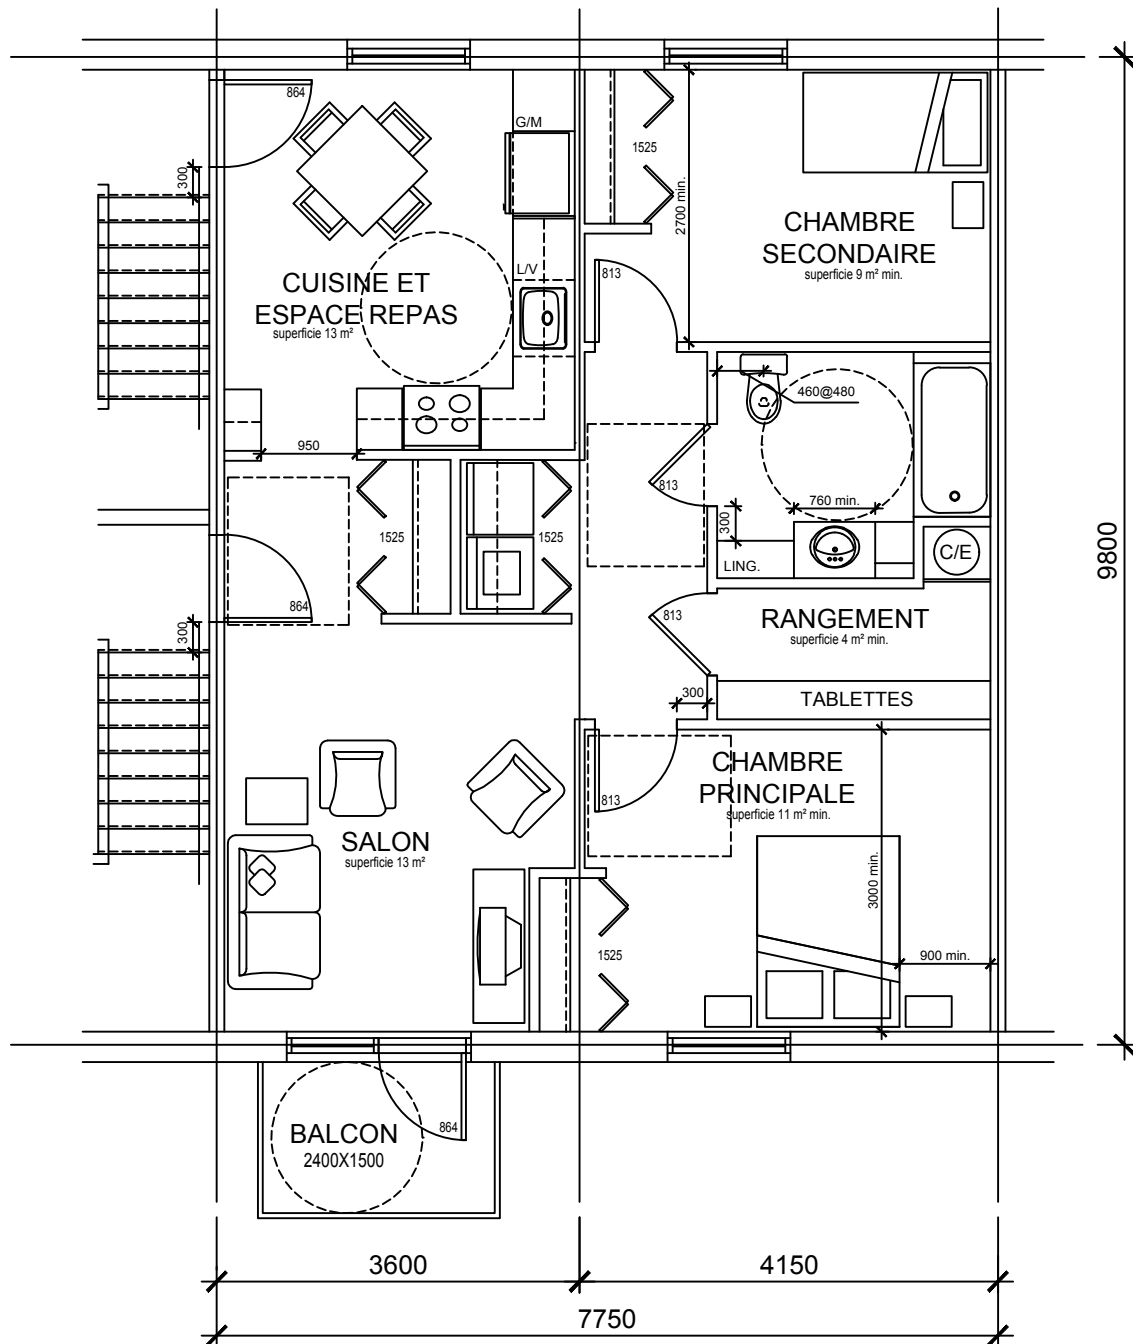 864
G/M
1525
300
2700 min.
CHAMBRE
SECONDAIRE
superficie 9 m² min.
L/V
813
CUISINE ET
ESPACE REPAS
superficie 13 m²
460@480
950
813
760 min.
300
1525
1525
LING.
C/E
9800
864
813
RANGEMENT
superficie 4 m² min.
300
300
TABLETTES
CHAMBRE
PRINCIPALE
superficie 11 m² min.
813
SALON
superficie 13 m²
3000 min.
1525
900 min.
864
BALCON
2400X1500
3600
4150
7750